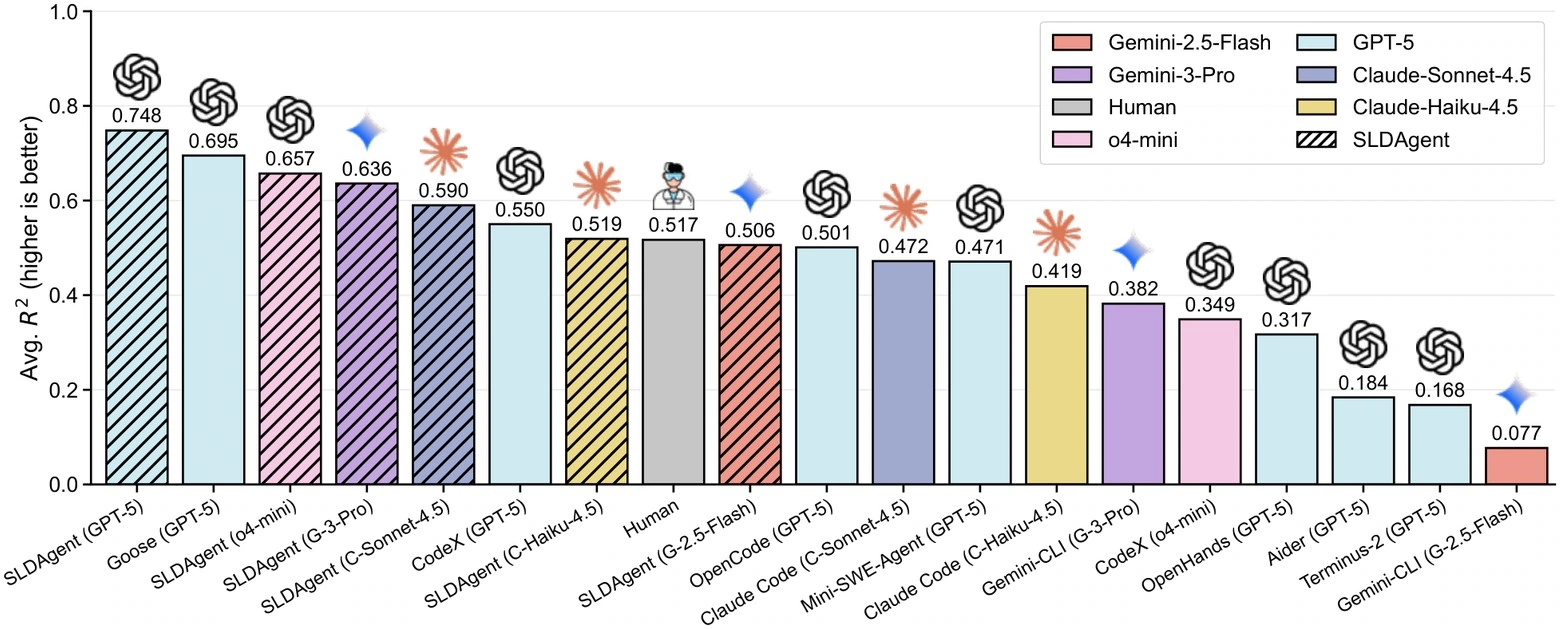 1.0
0.8
0.6
0.4
0.2
0.0
Avg. R² (higher is better)
Gemini-2.5-Flash
Gemini-3-Pro
Human
o4-mini
GPT-5
Claude-Sonnet-4.5
Claude-Haiku-4.5
SLDAgent
0.748
0.695
0.657
0.636
0.590
0.550
0.519
0.517
0.506
0.501
0.472
0.471
0.419
0.382
0.349
0.317
0.184
0.168
0.077
SLDAgent (GPT-5)
Goose (GPT-5)
SLDAgent (o4-mini)
SLDAgent (G-3-Pro)
SLDAgent (C-Sonnet-4.5)
CodeX (GPT-5)
SLDAgent (C-Haiku-4.5)
Human
SLDAgent (G-2.5-Flash)
OpenCode (GPT-5)
Claude Code (C-Sonnet-4.5)
Mini-SWE-Agent (GPT-5)
Claude Code (C-Haiku-4.5)
Gemini-CLI (G-3-Pro)
CodeX (o4-mini)
OpenHands (GPT-5)
Aider (GPT-5)
Terminus-2 (GPT-5)
Gemini-CLI (G-2.5-Flash)